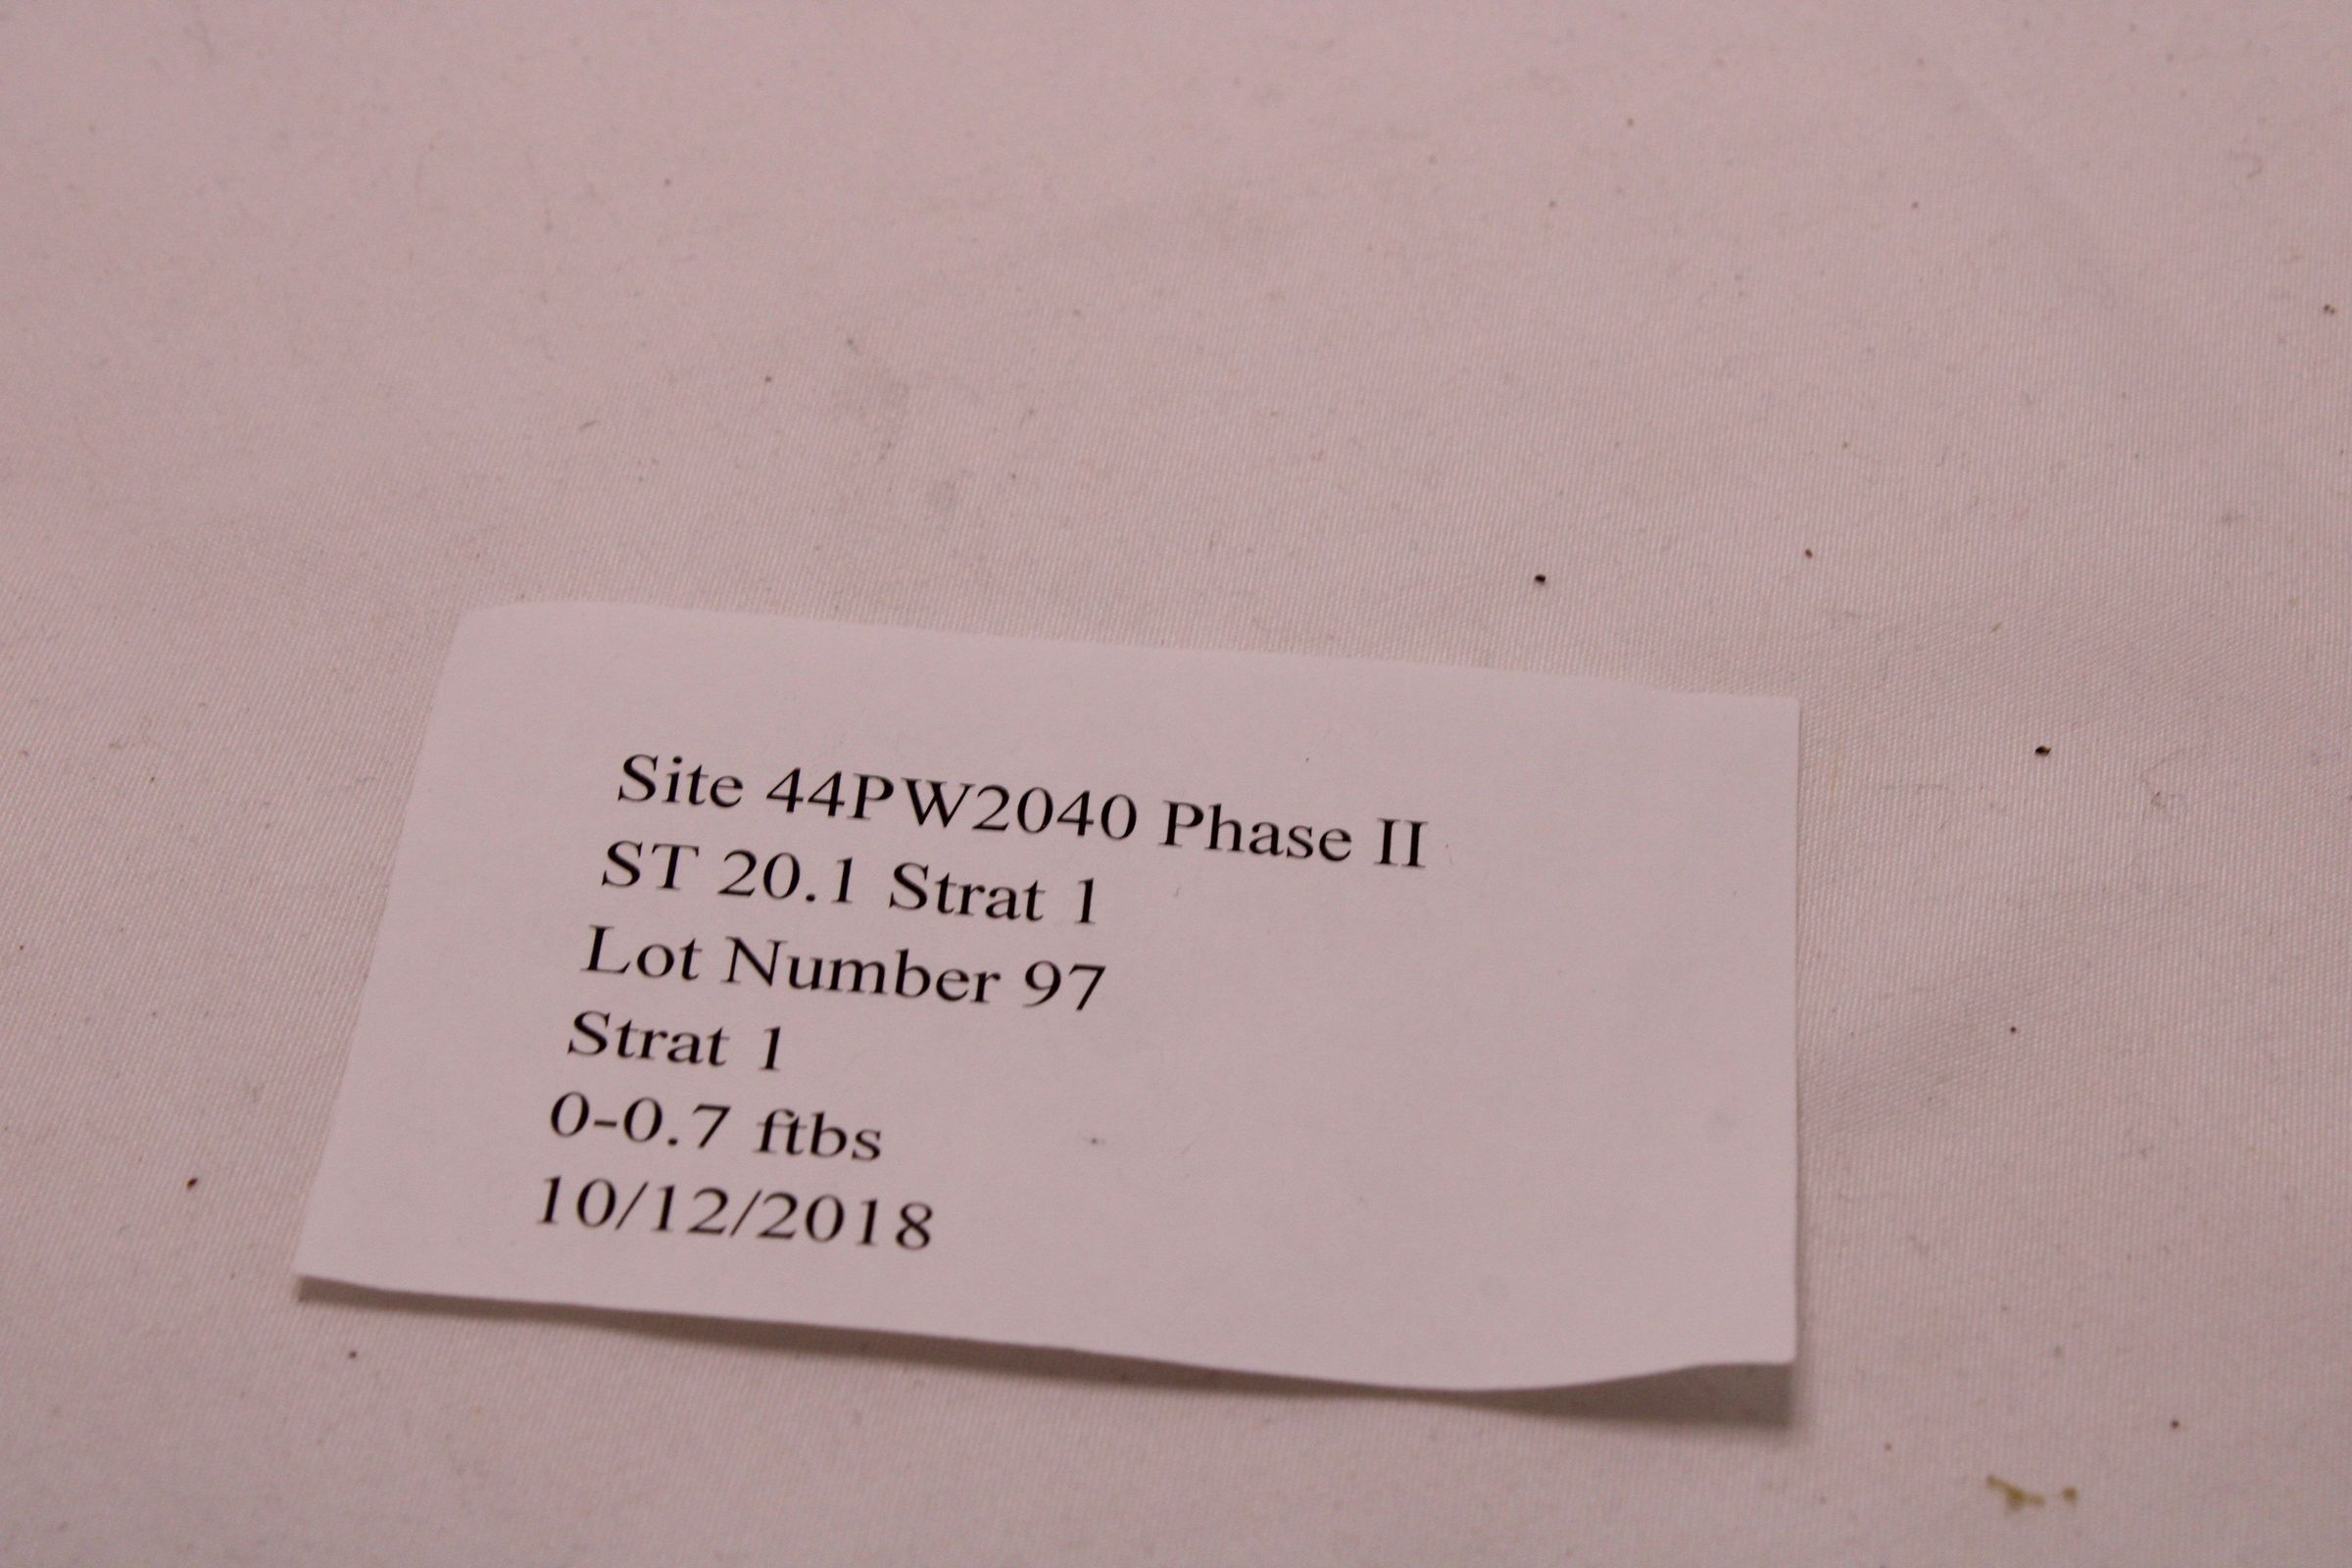 Site 44PW2040 Phase II
ST 20.1 Strat 1
Lot Number 97
Strat 1
0-0.7 ftbs
10/12/2018